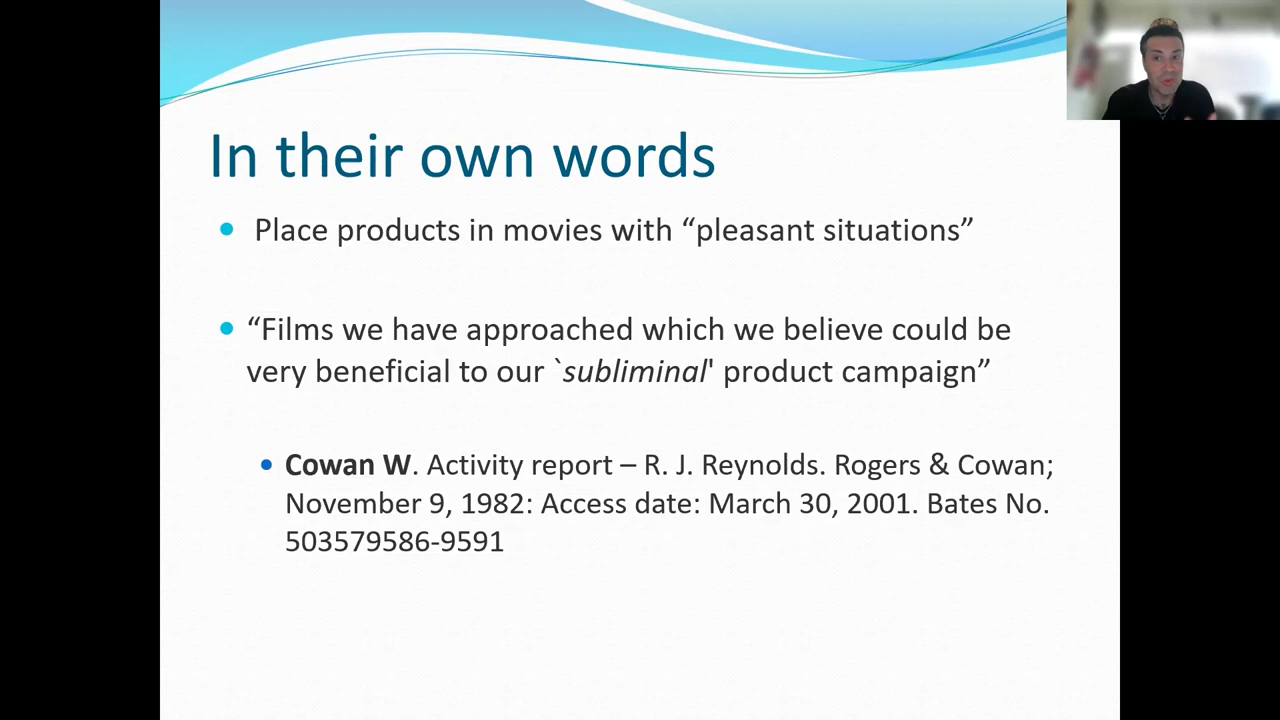 In their own words
Place products in movies with “pleasant situations”
“Films we have approached which we believe could be
very beneficial to our `subliminal' product campaign”
Cowan W. Activity report – R. J. Reynolds. Rogers & Cowan;
November 9, 1982: Access date: March 30, 2001. Bates No.
503579586-9591